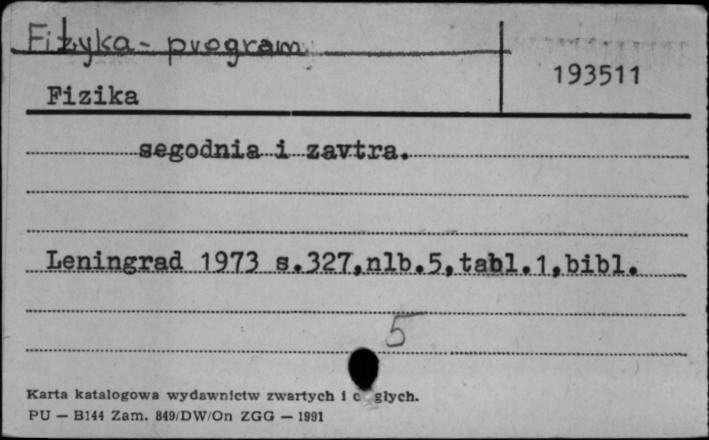 Fizyka - program
193511
Fizika
segodnia i zavtra.
Leningrad 1973 s.327,nlb.5,tabl.1,bibl.
5
Karta katalogowa wydawnictw zwartych i głych.
PU — B144 Zam. 849/DW/On ZGG — 1991